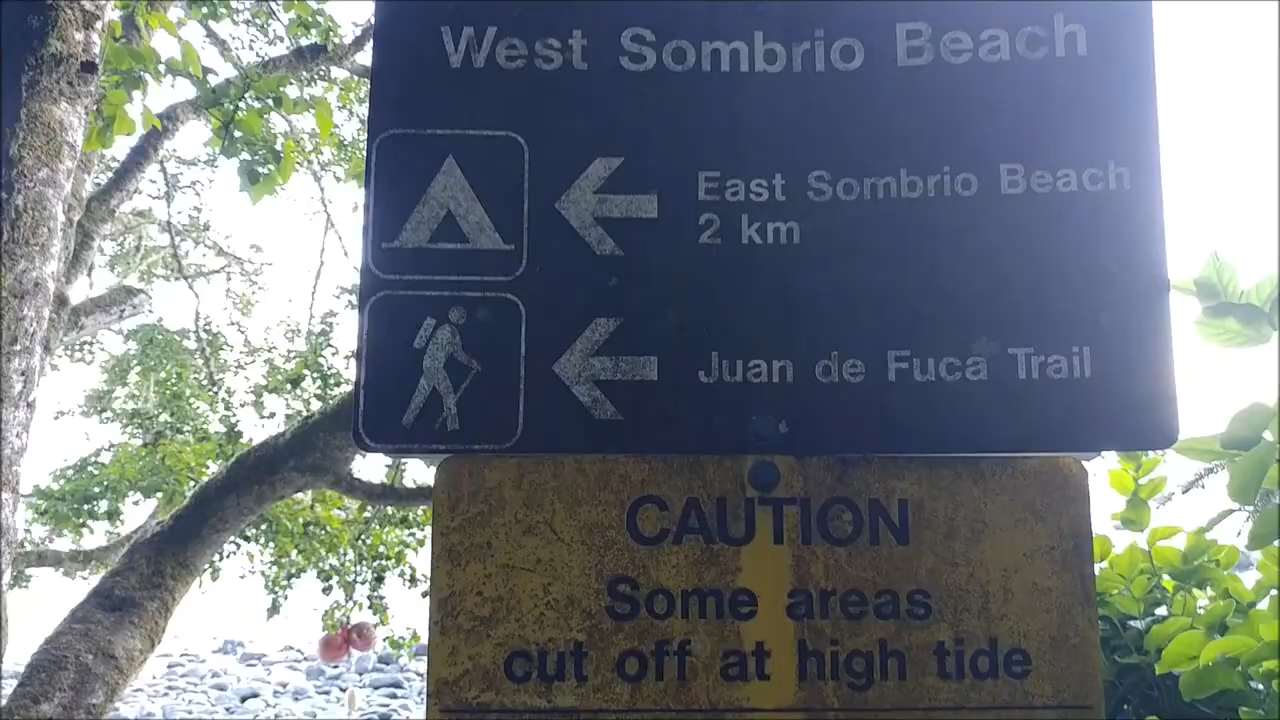 West Sombrio Beach
East Sombrio Beach
2 km
Juan de Fuca Trail
CAUTION
Some areas
cut off at high tide